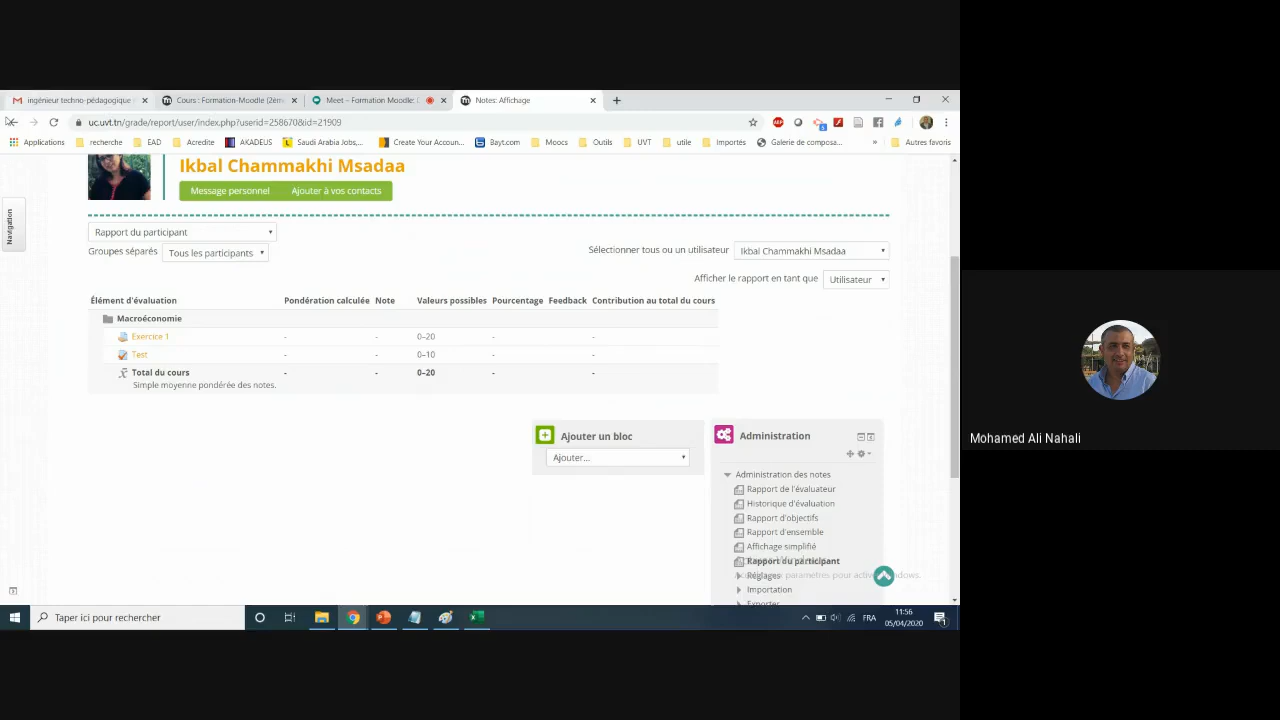 ingénieur techno-pédagogique
Cours : Formation-Moodle (2èm
Meet – Formation Moodle:
Notes: Affichage
uc.uvt.tn/grade/report/user/index.php?userid=258670&id=21909
Applications
recherche
EAD
Acredite
AKADEUS
Saudi Arabia Jobs,...
Create Your Accoun...
Bayt.com
Moocs
Outils
UVT
utile
Importés
Galerie de composa...
»
Autres favoris
Ikbal Chammakhi Msadaa
Message personnel
Ajouter à vos contacts
Navigation
Rapport du participant
Groupes séparés Tous les participants
Sélectionner tous ou un utilisateur Ikbal Chammakhi Msadaa
Afficher le rapport en tant que Utilisateur
Élément d'évaluation Pondération calculée Note Valeurs possibles Pourcentage Feedback Contribution au total du cours
Macroéconomie
Exercice 1 - - 0–20 - -
Test - - 0–10 - -
Total du cours - - 0–20 - -
Simple moyenne pondérée des notes.
Ajouter un bloc
Ajouter...
Administration
Administration des notes
Rapport de l'évaluateur
Historique d'évaluation
Rapport d'objectifs
Rapport d'ensemble
Affichage simplifié
Rapport du participant
Réglages
Importation
Exporter
Mohamed Ali Nahali
Taper ici pour rechercher
FRA
11:56
05/04/2020